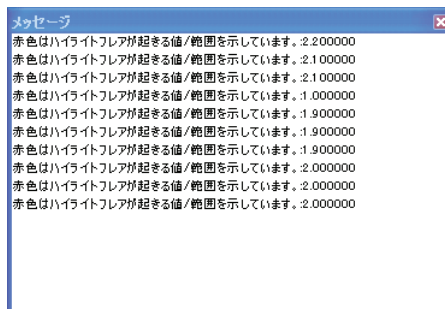 メッセージ
赤色はハイライトフレアが起きる値/範囲を示しています。:2.200000
赤色はハイライトフレアが起きる値/範囲を示しています。:2.100000
赤色はハイライトフレアが起きる値/範囲を示しています。:2.100000
赤色はハイライトフレアが起きる値/範囲を示しています。:1.000000
赤色はハイライトフレアが起きる値/範囲を示しています。:1.900000
赤色はハイライトフレアが起きる値/範囲を示しています。:1.900000
赤色はハイライトフレアが起きる値/範囲を示しています。:1.900000
赤色はハイライトフレアが起きる値/範囲を示しています。:2.000000
赤色はハイライトフレアが起きる値/範囲を示しています。:2.000000
赤色はハイライトフレアが起きる値/範囲を示しています。:2.000000